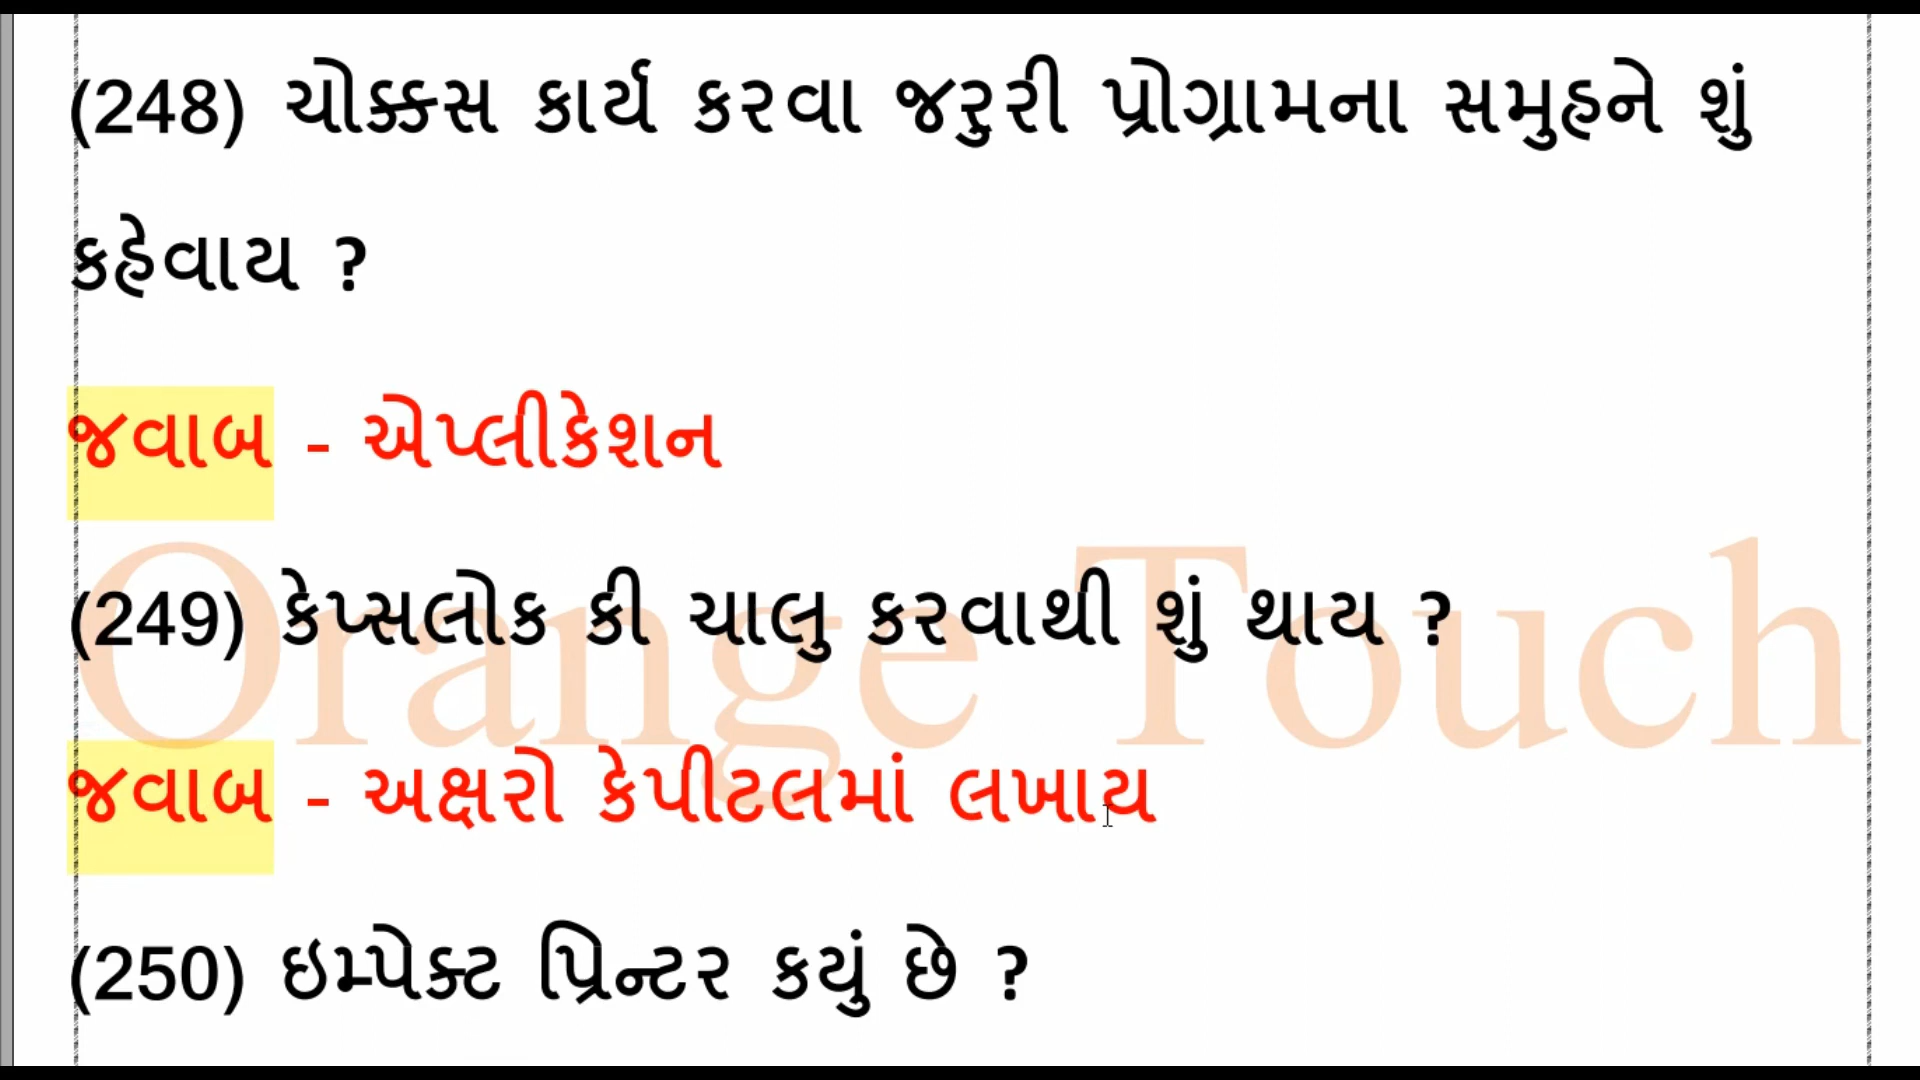 (248) ચોક્કસ કાર્ય કરવા જરુરી પ્રોગ્રામના સમુહને શું
કહેવાય ?
જવાબ - એપ્લીકેશન
Orange Touch
(249) કેપ્સલોક કી ચાલુ કરવાથી શું થાય ?
જવાબ - અક્ષરો કેપીટલમાં લખાય
(250) ઇમ્પેક્ટ પ્રિન્ટર કયું છે ?